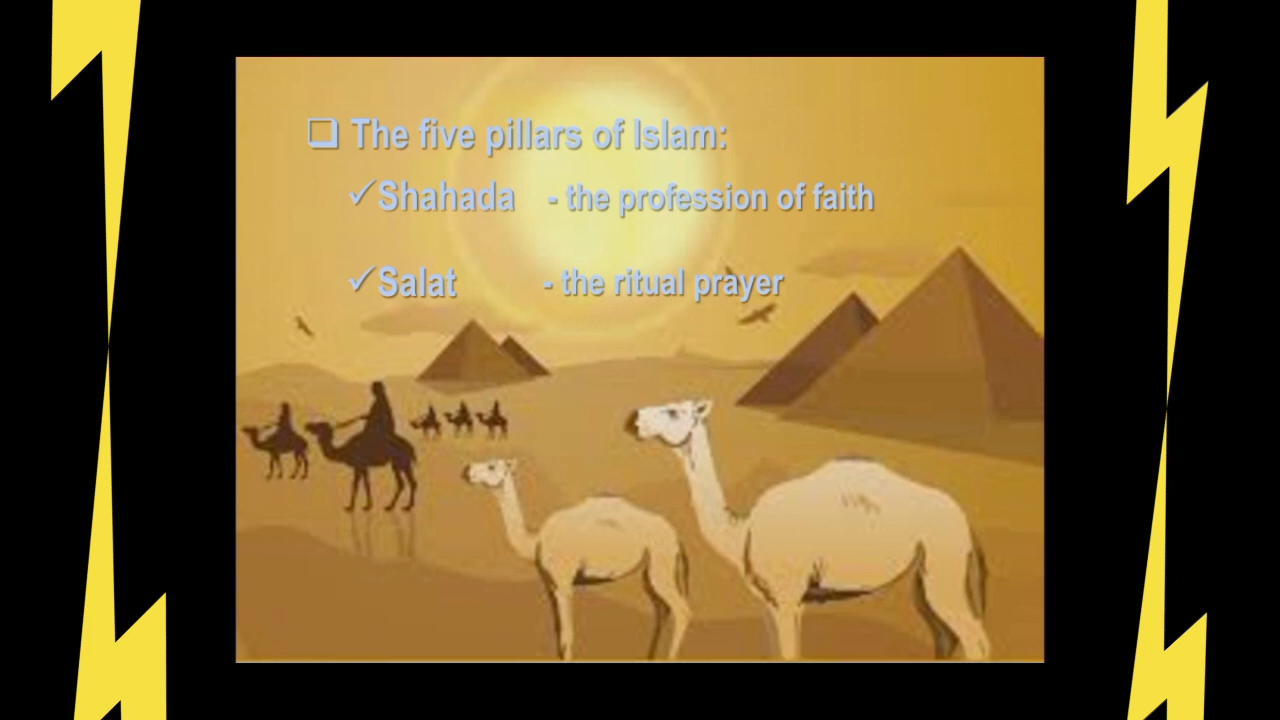 The five pillars of Islam:
Shahada - the profession of faith
Salat - the ritual prayer